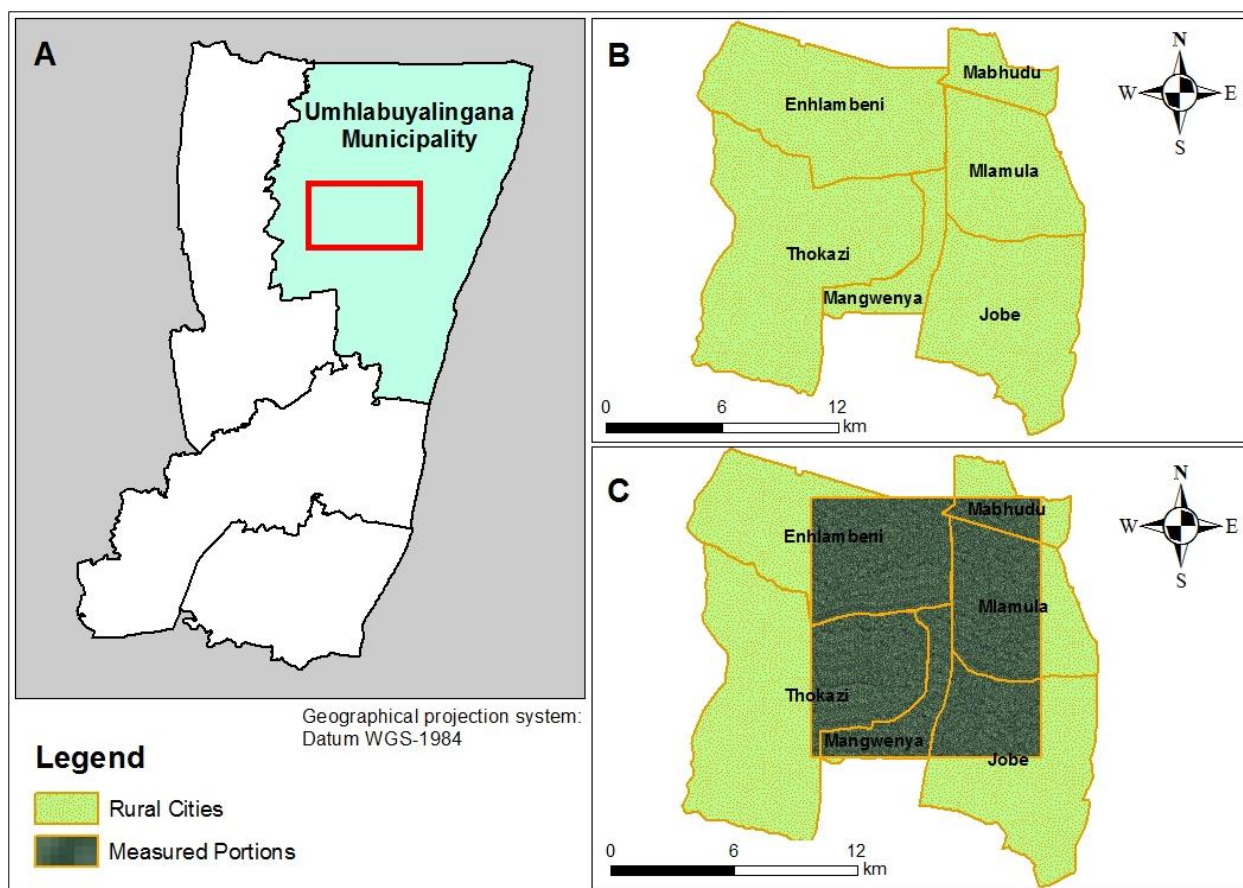 A
Umhlabuyalingana
Municipality
Geographical projection system:
Datum WGS-1984
Legend
Rural Cities
Measured Portions
B
N
W E
S
Mabhudu
Enhlambeni
Mlamula
Thokazi
Mangwenya
Jobe
0 6 12
km
C
N
W E
S
Mabhudu
Enhlambeni
Mlamula
Thokazi
Mangwenya
Jobe
0 6 12
km